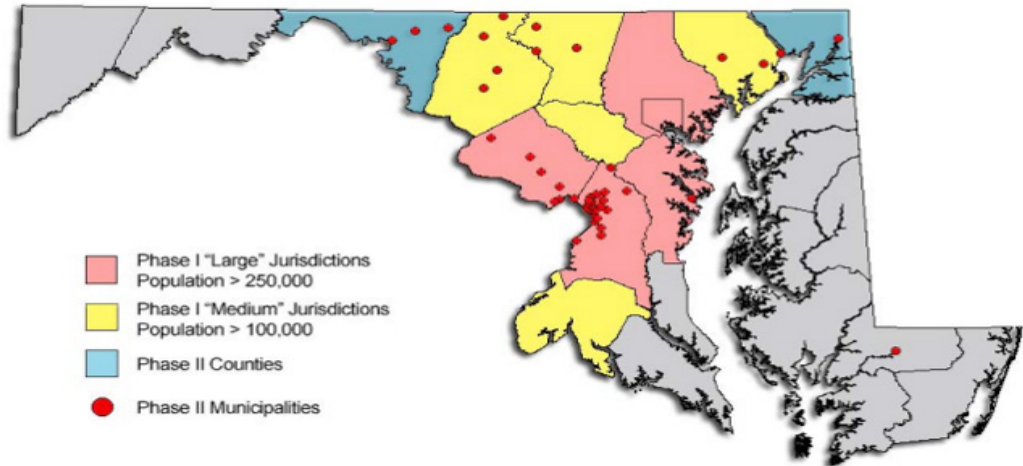 Phase I "Large" Jurisdictions
Population > 250,000
Phase I "Medium" Jurisdictions
Population > 100,000
Phase II Counties
Phase II Municipalities